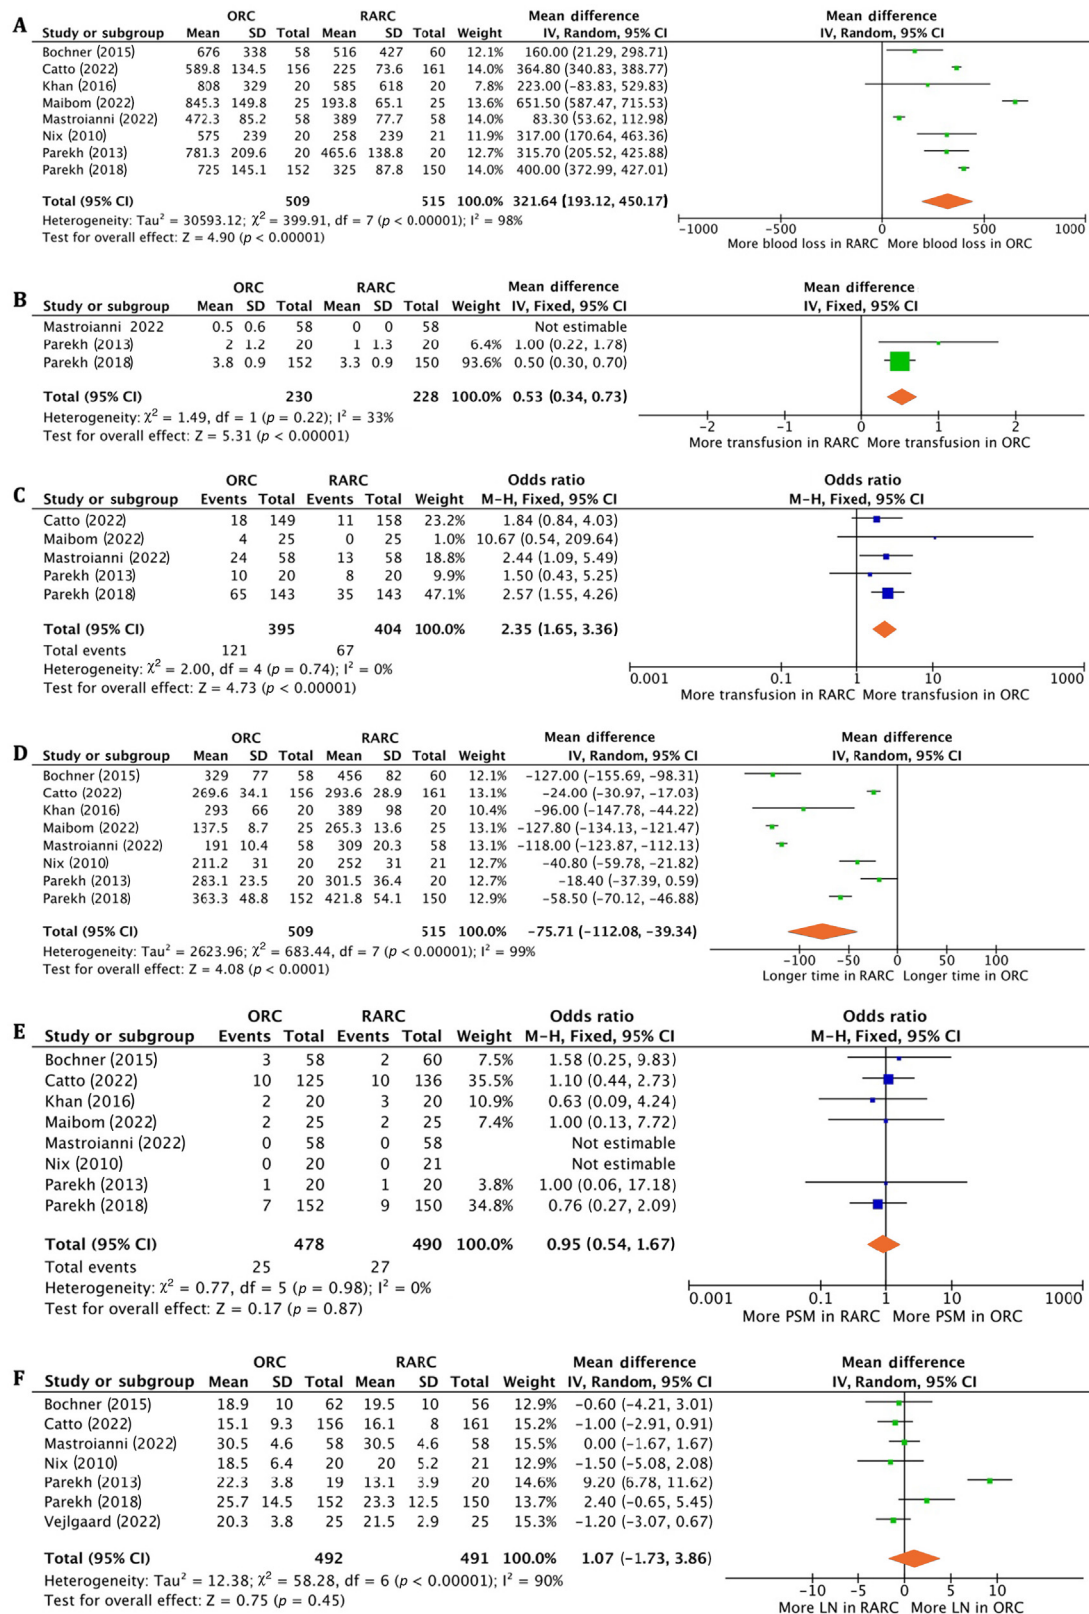 A
ORC RARC Mean difference Mean difference
Study or subgroup Mean SD Total Mean SD Total Weight IV, Random, 95% CI IV, Random, 95% CI
Bochner (2015) 676 338 58 516 427 60 12.1% 160.00 (21.29, 298.71)
Catto (2022) 589.8 134.5 156 225 73.6 161 14.0% 364.80 (340.83, 388.77)
Khan (2016) 808 329 20 585 618 20 7.8% 223.00 (−83.83, 529.83)
Maibom (2022) 845.3 149.8 25 193.8 65.1 25 13.6% 651.50 (587.47, 715.53)
Mastroianni (2022) 472.3 85.2 58 389 77.7 58 14.0% 83.30 (53.62, 112.98)
Nix (2010) 575 239 20 258 239 21 11.9% 317.00 (170.64, 463.36)
Parekh (2013) 781.3 209.6 20 465.6 138.8 20 12.7% 315.70 (205.52, 425.88)
Parekh (2018) 725 145.1 152 325 87.8 150 14.0% 400.00 (372.99, 427.01)
Total (95% CI) 509 515 100.0% 321.64 (193.12, 450.17)
Heterogeneity: Tau² = 30593.12; χ² = 399.91, df = 7 (p < 0.00001); I² = 98%
Test for overall effect: Z = 4.90 (p < 0.00001)
−1000 −500 0 500 1000
More blood loss in RARC More blood loss in ORC
B
ORC RARC Mean difference Mean difference
Study or subgroup Mean SD Total Mean SD Total Weight IV, Fixed, 95% CI IV, Fixed, 95% CI
Mastroianni 2022 0.5 0.6 58 0 0 58 Not estimable
Parekh (2013) 2 1.2 20 1 1.3 20 6.4% 1.00 (0.22, 1.78)
Parekh (2018) 3.8 0.9 152 3.3 0.9 150 93.6% 0.50 (0.30, 0.70)
Total (95% CI) 230 228 100.0% 0.53 (0.34, 0.73)
Heterogeneity: χ² = 1.49, df = 1 (p = 0.22); I² = 33%
Test for overall effect: Z = 5.31 (p < 0.00001)
−2 −1 0 1 2
More transfusion in RARC More transfusion in ORC
C
ORC RARC Odds ratio Odds ratio
Study or subgroup Events Total Events Total Weight M−H, Fixed, 95% CI M−H, Fixed, 95% CI
Catto (2022) 18 149 11 158 23.2% 1.84 (0.84, 4.03)
Maibom (2022) 4 25 0 25 1.0% 10.67 (0.54, 209.64)
Mastroianni (2022) 24 58 13 58 18.8% 2.44 (1.09, 5.49)
Parekh (2013) 10 20 8 20 9.9% 1.50 (0.43, 5.25)
Parekh (2018) 65 143 35 143 47.1% 2.57 (1.55, 4.26)
Total (95% CI) 395 404 100.0% 2.35 (1.65, 3.36)
Total events 121 67
Heterogeneity: χ² = 2.00, df = 4 (p = 0.74); I² = 0%
Test for overall effect: Z = 4.73 (p < 0.00001)
0.001 0.1 1 10 1000
More transfusion in RARC More transfusion in ORC
D
ORC RARC Mean difference Mean difference
Study or subgroup Mean SD Total Mean SD Total Weight IV, Random, 95% CI IV, Random, 95% CI
Bochner (2015) 329 77 58 456 82 60 12.1% −127.00 (−155.69, −98.31)
Catto (2022) 269.6 34.1 156 293.6 28.9 161 13.1% −24.00 (−30.97, −17.03)
Khan (2016) 293 66 20 389 98 20 10.4% −96.00 (−147.78, −44.22)
Maibom (2022) 137.5 8.7 25 265.3 13.6 25 13.1% −127.80 (−134.13, −121.47)
Mastroianni (2022) 191 10.4 58 309 20.3 58 13.1% −118.00 (−123.87, −112.13)
Nix (2010) 211.2 31 20 252 31 21 12.7% −40.80 (−59.78, −21.82)
Parekh (2013) 283.1 23.5 20 301.5 36.4 20 12.7% −18.40 (−37.39, 0.59)
Parekh (2018) 363.3 48.8 152 421.8 54.1 150 12.9% −58.50 (−70.12, −46.88)
Total (95% CI) 509 515 100.0% −75.71 (−112.08, −39.34)
Heterogeneity: Tau² = 2623.96; χ² = 683.44, df = 7 (p < 0.00001); I² = 99%
Test for overall effect: Z = 4.08 (p < 0.0001)
−100 −50 0 50 100
Longer time in RARC Longer time in ORC
E
ORC RARC Odds ratio Odds ratio
Study or subgroup Events Total Events Total Weight M−H, Fixed, 95% CI M−H, Fixed, 95% CI
Bochner (2015) 3 58 2 60 7.5% 1.58 (0.25, 9.83)
Catto (2022) 10 125 10 136 35.5% 1.10 (0.44, 2.73)
Khan (2016) 2 20 3 20 10.9% 0.63 (0.09, 4.24)
Maibom (2022) 2 25 2 25 7.4% 1.00 (0.13, 7.72)
Mastroianni (2022) 0 58 0 58 Not estimable
Nix (2010) 0 20 0 21 Not estimable
Parekh (2013) 1 20 1 20 3.8% 1.00 (0.06, 17.18)
Parekh (2018) 7 152 9 150 34.8% 0.76 (0.27, 2.09)
Total (95% CI) 478 490 100.0% 0.95 (0.54, 1.67)
Total events 25 27
Heterogeneity: χ² = 0.77, df = 5 (p = 0.98); I² = 0%
Test for overall effect: Z = 0.17 (p = 0.87)
0.001 0.1 1 10 1000
More PSM in RARC More PSM in ORC
F
ORC RARC Mean difference Mean difference
Study or subgroup Mean SD Total Mean SD Total Weight IV, Random, 95% CI IV, Random, 95% CI
Bochner (2015) 18.9 10 62 19.5 10 56 12.9% −0.60 (−4.21, 3.01)
Catto (2022) 15.1 9.3 156 16.1 8 161 15.2% −1.00 (−2.91, 0.91)
Mastroianni (2022) 30.5 4.6 58 30.5 4.6 58 15.5% 0.00 (−1.67, 1.67)
Nix (2010) 18.5 6.4 20 20 5.2 21 12.9% −1.50 (−5.08, 2.08)
Parekh (2013) 22.3 3.8 19 13.1 3.9 20 14.6% 9.20 (6.78, 11.62)
Parekh (2018) 25.7 14.5 152 23.3 12.5 150 13.7% 2.40 (−0.65, 5.45)
Vejlgaard (2022) 20.3 3.8 25 21.5 2.9 25 15.3% −1.20 (−3.07, 0.67)
Total (95% CI) 492 491 100.0% 1.07 (−1.73, 3.86)
Heterogeneity: Tau² = 12.38; χ² = 58.28, df = 6 (p < 0.00001); I² = 90%
Test for overall effect: Z = 0.75 (p = 0.45)
−10 −5 0 5 10
More LN in RARC More LN in ORC